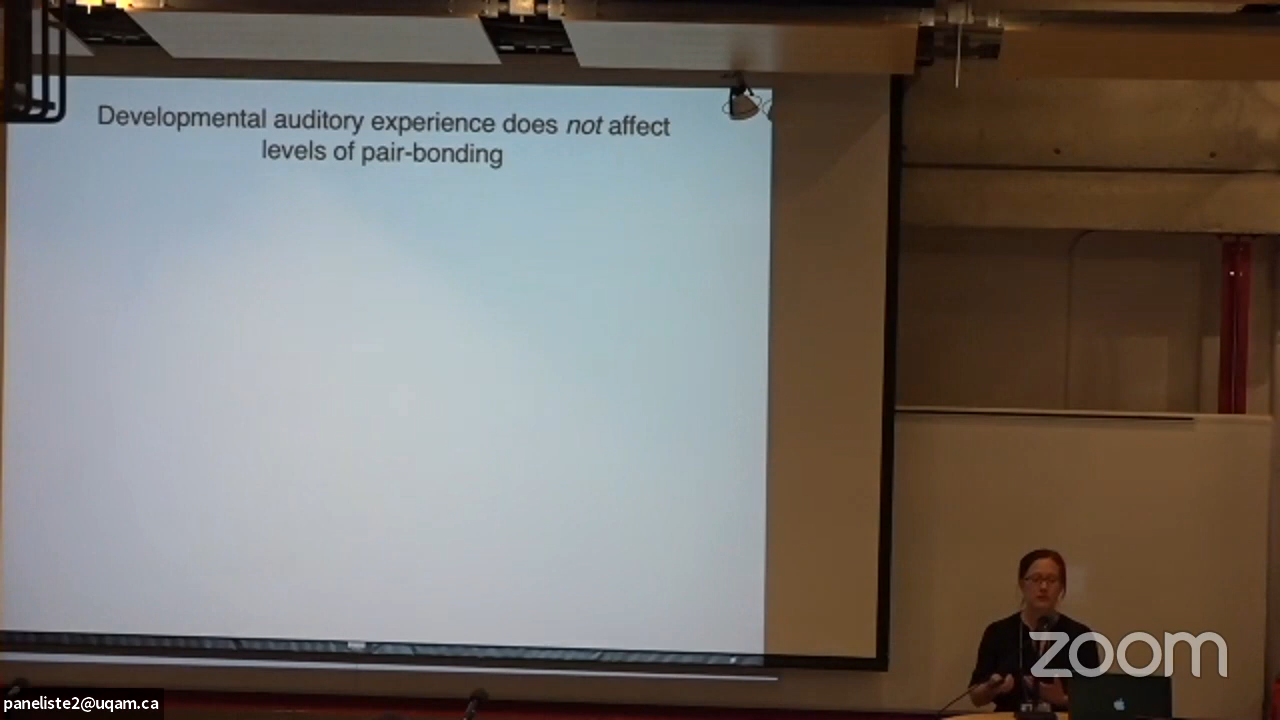 Developmental auditory experience does not affect
levels of pair-bonding
zoom
paneliste2@uqam.ca